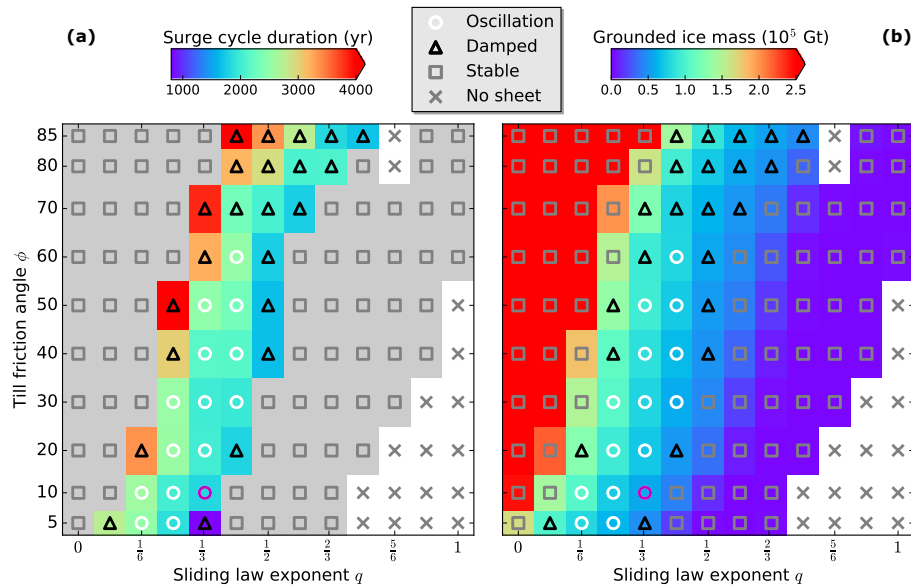 (a)
Surge cycle duration (yr)
1000 2000 3000 4000
Oscillation
Damped
Stable
No sheet
Grounded ice mass (10⁵ Gt)
0.0 0.5 1.0 1.5 2.0 2.5
(b)
Till friction angle ϕ
85
80
70
60
50
40
30
20
10
5
0 1/6 1/3 1/2 2/3 5/6 1
Sliding law exponent q
0 1/6 1/3 1/2 2/3 5/6 1
Sliding law exponent q